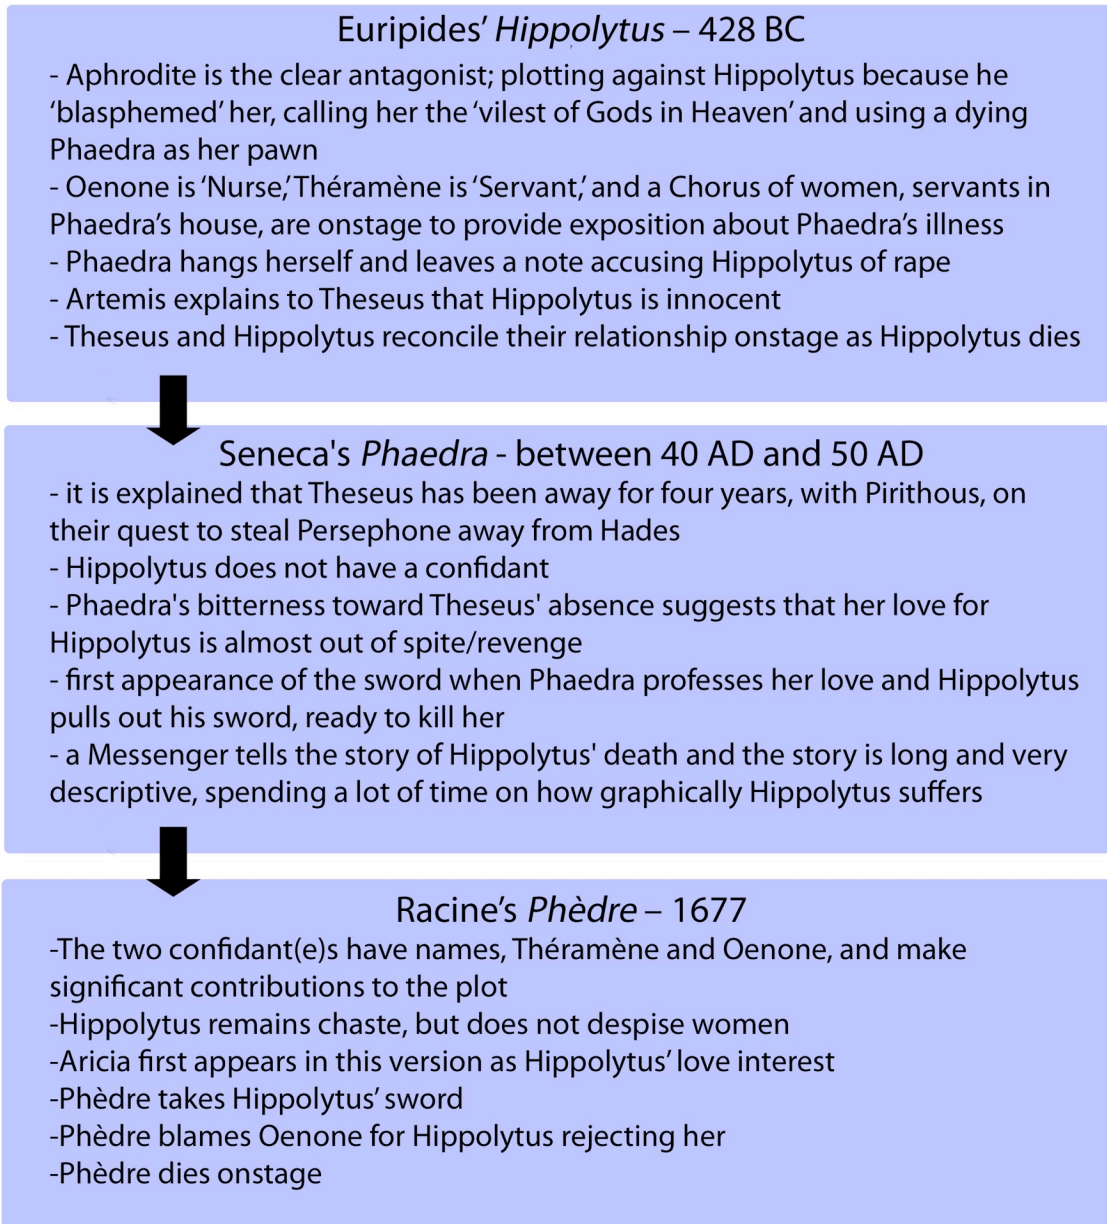 Euripides’ Hippolytus – 428 BC
- Aphrodite is the clear antagonist; plotting against Hippolytus because he
‘blasphemed’ her, calling her the ‘vilest of Gods in Heaven’ and using a dying
Phaedra as her pawn
- Oenone is ‘Nurse,’ Théramène is ‘Servant,’ and a Chorus of women, servants in
Phaedra’s house, are onstage to provide exposition about Phaedra’s illness
- Phaedra hangs herself and leaves a note accusing Hippolytus of rape
- Artemis explains to Theseus that Hippolytus is innocent
- Theseus and Hippolytus reconcile their relationship onstage as Hippolytus dies
Seneca's Phaedra - between 40 AD and 50 AD
- it is explained that Theseus has been away for four years, with Pirithous, on
their quest to steal Persephone away from Hades
- Hippolytus does not have a confidant
- Phaedra's bitterness toward Theseus' absence suggests that her love for
Hippolytus is almost out of spite/revenge
- first appearance of the sword when Phaedra professes her love and Hippolytus
pulls out his sword, ready to kill her
- a Messenger tells the story of Hippolytus' death and the story is long and very
descriptive, spending a lot of time on how graphically Hippolytus suffers
Racine’s Phèdre – 1677
-The two confidant(e)s have names, Théramène and Oenone, and make
significant contributions to the plot
-Hippolytus remains chaste, but does not despise women
-Aricia first appears in this version as Hippolytus’ love interest
-Phèdre takes Hippolytus’ sword
-Phèdre blames Oenone for Hippolytus rejecting her
-Phèdre dies onstage